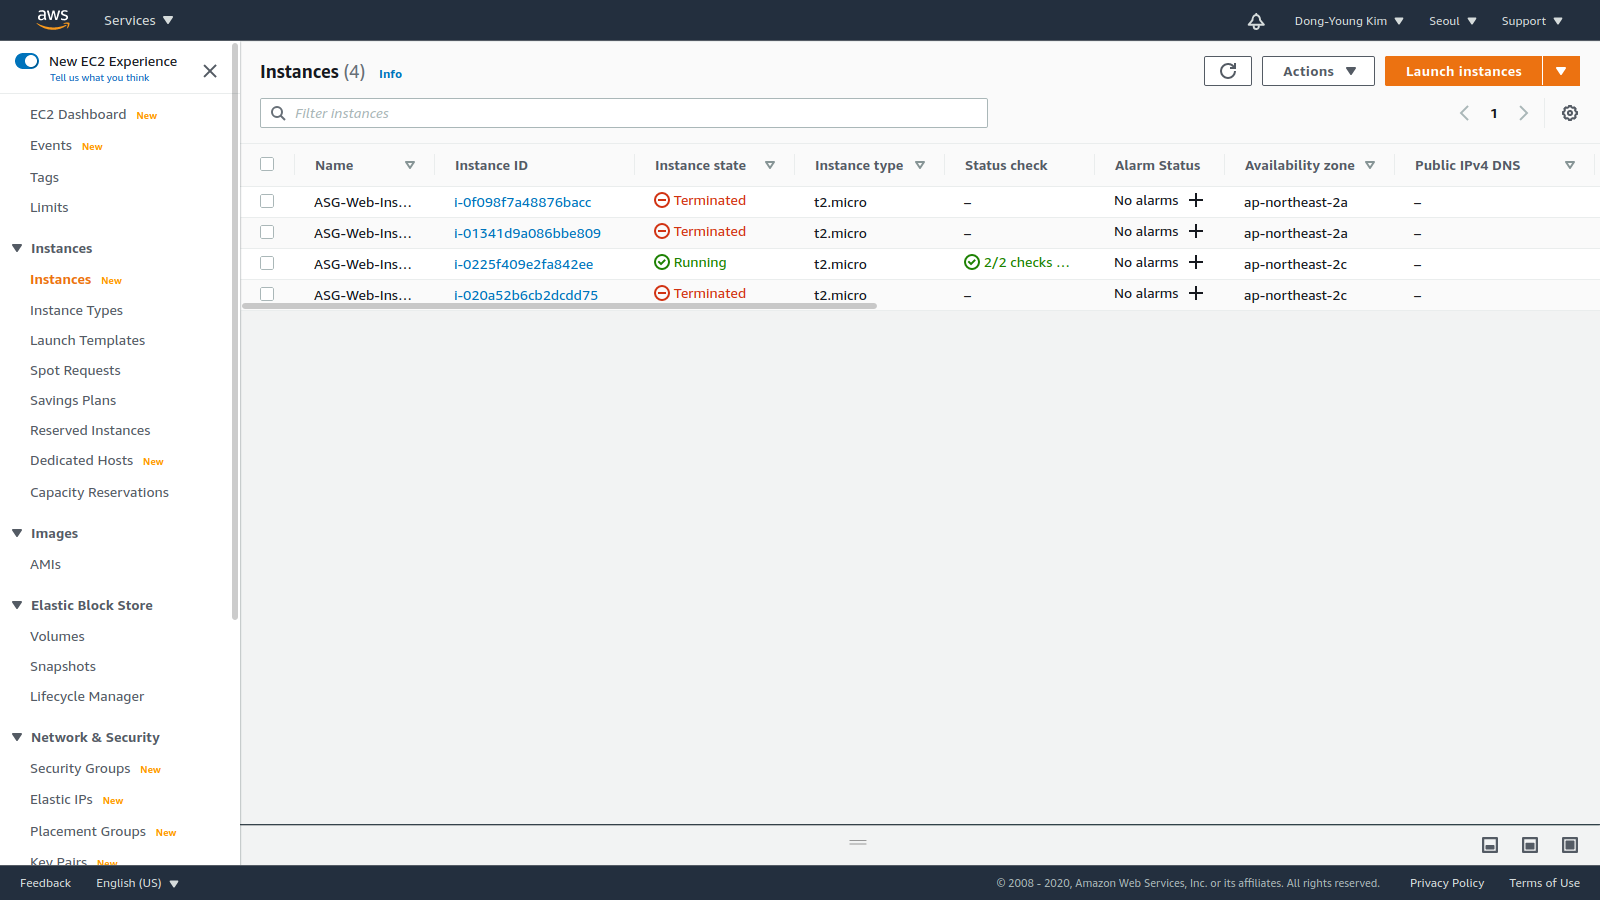 aws Services Dong-Young Kim Seoul Support
New EC2 Experience
Tell us what you think
EC2 Dashboard New
Events New
Tags
Limits
Instances
Instances New
Instance Types
Launch Templates
Spot Requests
Savings Plans
Reserved Instances
Dedicated Hosts New
Capacity Reservations
Images
AMIs
Elastic Block Store
Volumes
Snapshots
Lifecycle Manager
Network & Security
Security Groups New
Elastic IPs New
Placement Groups New
Key Pairs New
Instances (4) Info Actions Launch instances
Filter instances 1
Name Instance ID Instance state Instance type Status check Alarm Status Availability zone Public IPv4 DNS
ASG-Web-Ins... i-0f098f7a48876bacc Terminated t2.micro – No alarms + ap-northeast-2a –
ASG-Web-Ins... i-01341d9a086bbe809 Terminated t2.micro – No alarms + ap-northeast-2a –
ASG-Web-Ins... i-0225f409e2fa842ee Running t2.micro 2/2 checks ... No alarms + ap-northeast-2c –
ASG-Web-Ins... i-020a52b6cb2dcdd75 Terminated t2.micro – No alarms + ap-northeast-2c –
Feedback English (US) © 2008 - 2020, Amazon Web Services, Inc. or its affiliates. All rights reserved. Privacy Policy Terms of Use